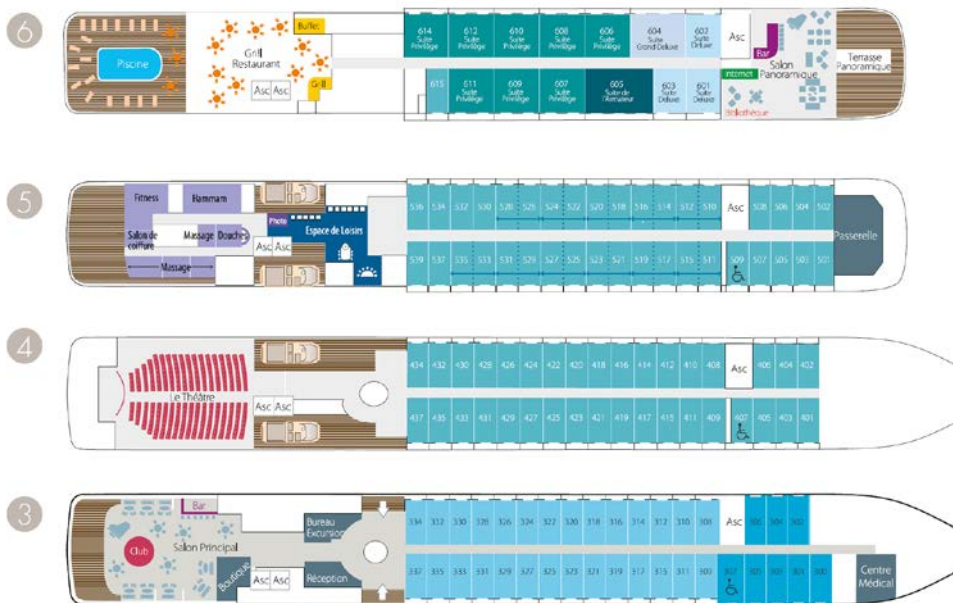 6
Piscine
Grill
Restaurant
Buffet
Grill
Asc Asc
614
Suite
Privilège
612
Suite
Privilège
610
Suite
Privilège
608
Suite
Privilège
606
Suite
Privilège
604
Suite
Grand Deluxe
602
Suite
Deluxe
Asc
Bar
Salon
Panoramique
Terrasse
Panoramique
Internet
Bibliothèque
615
611
Suite
Privilège
609
Suite
Privilège
607
Suite
Privilège
605
Suite de
l'Armateur
603
Suite
Deluxe
601
Suite
Deluxe
5
Fitness
Hammam
Salon de
coiffure
Massage
Douches
Massage
Photo
Asc Asc
Espace de Loisirs
536 534 532 530 528 524 522 520 518 516 514 512 510
Asc
508 506 504 502
539 537 535 533 531 529 527 525 523 521 519 517 515 511
509 507 505 503 501
Passerelle
4
Le Théâtre
Asc Asc
434 432 430 428 426 424 422 420 418 416 414 412 410 408
Asc
406 404 402
437 435 433 431 429 427 425 423 421 419 417 415 411 409
407 405 403 401
3
Bar
Club
Salon Principal
Boutique
Asc Asc
Bureau
Excursion
Réception
334 332 330 328 326 324 322 320 318 316 314 312 310 308
Asc
306 304 302
337 335 333 331 329 327 325 323 321 319 317 315 311 309
307 305 303 301 300
Centre
Médical